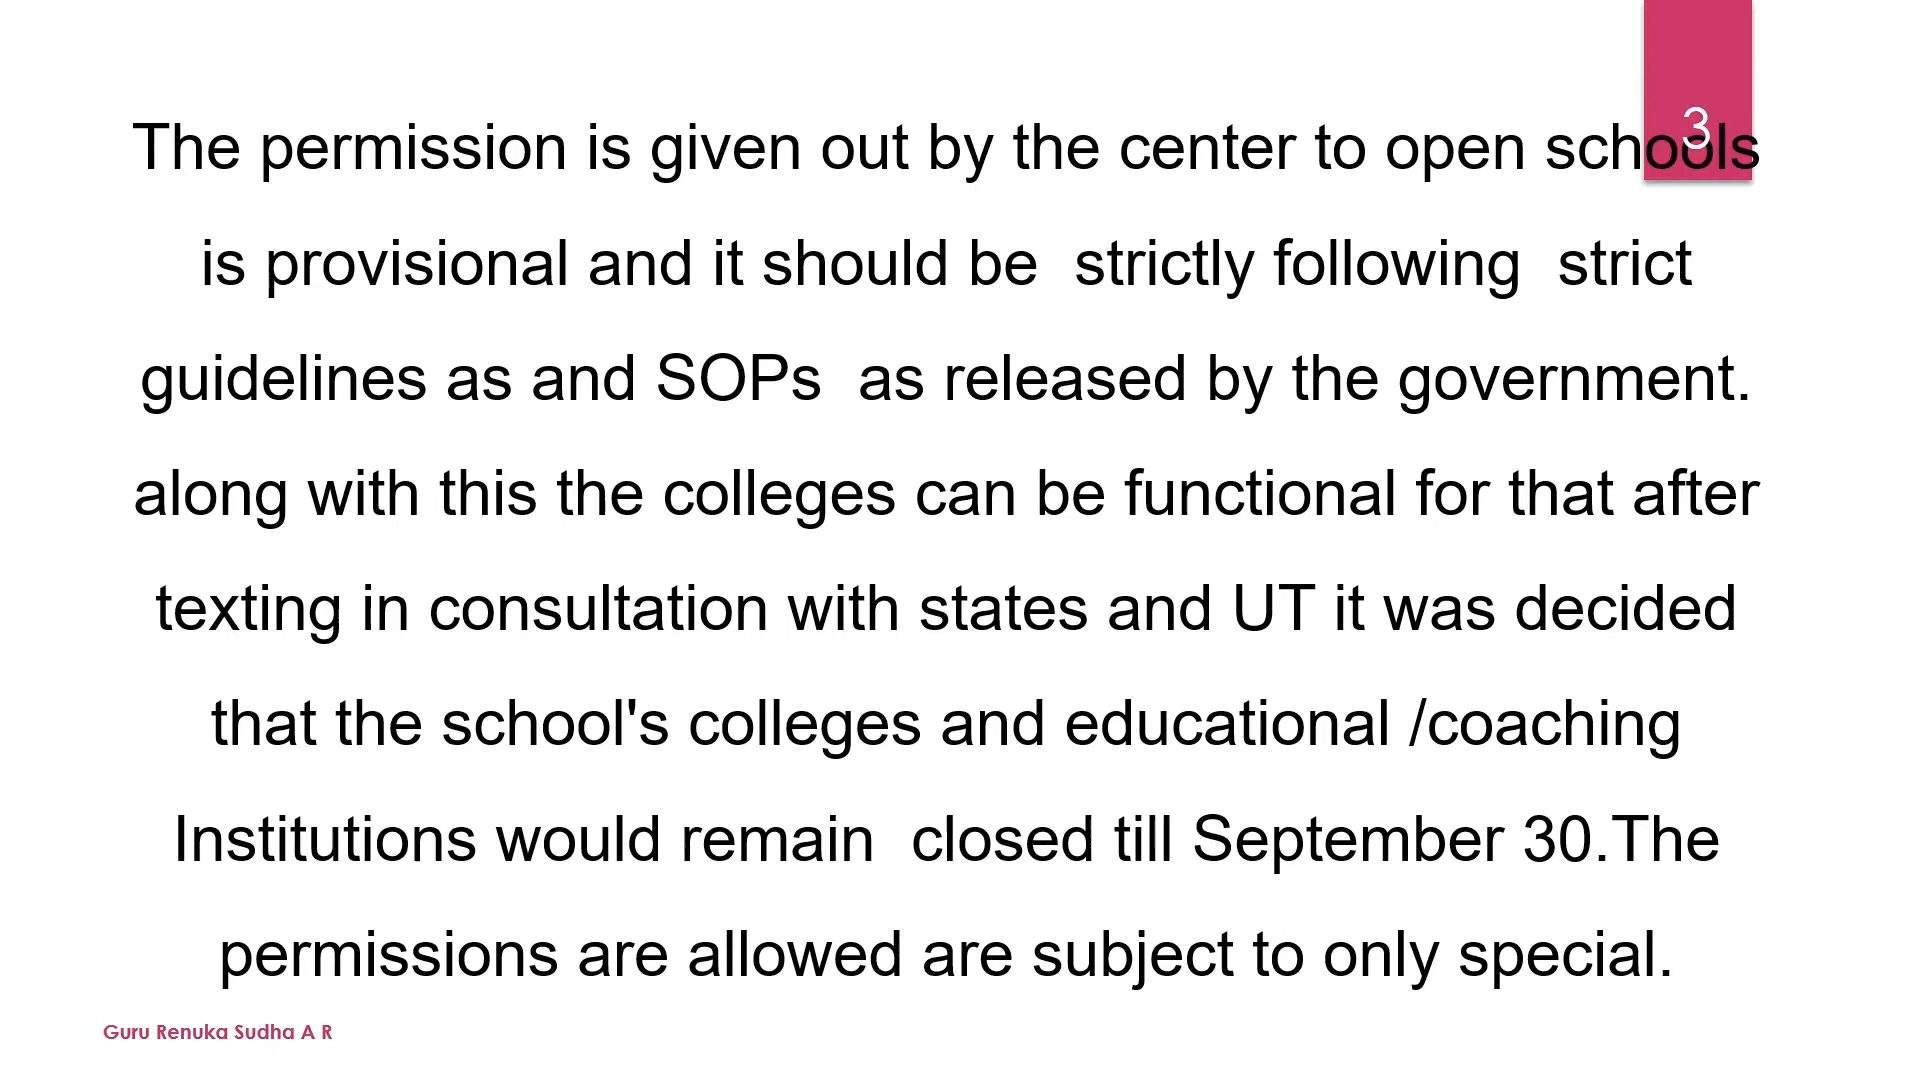 3
The permission is given out by the center to open schools
is provisional and it should be  strictly following  strict
guidelines as and SOPs  as released by the government.
along with this the colleges can be functional for that after
texting in consultation with states and UT it was decided
that the school's colleges and educational /coaching
Institutions would remain  closed till September 30.The
permissions are allowed are subject to only special.
Guru Renuka Sudha A R